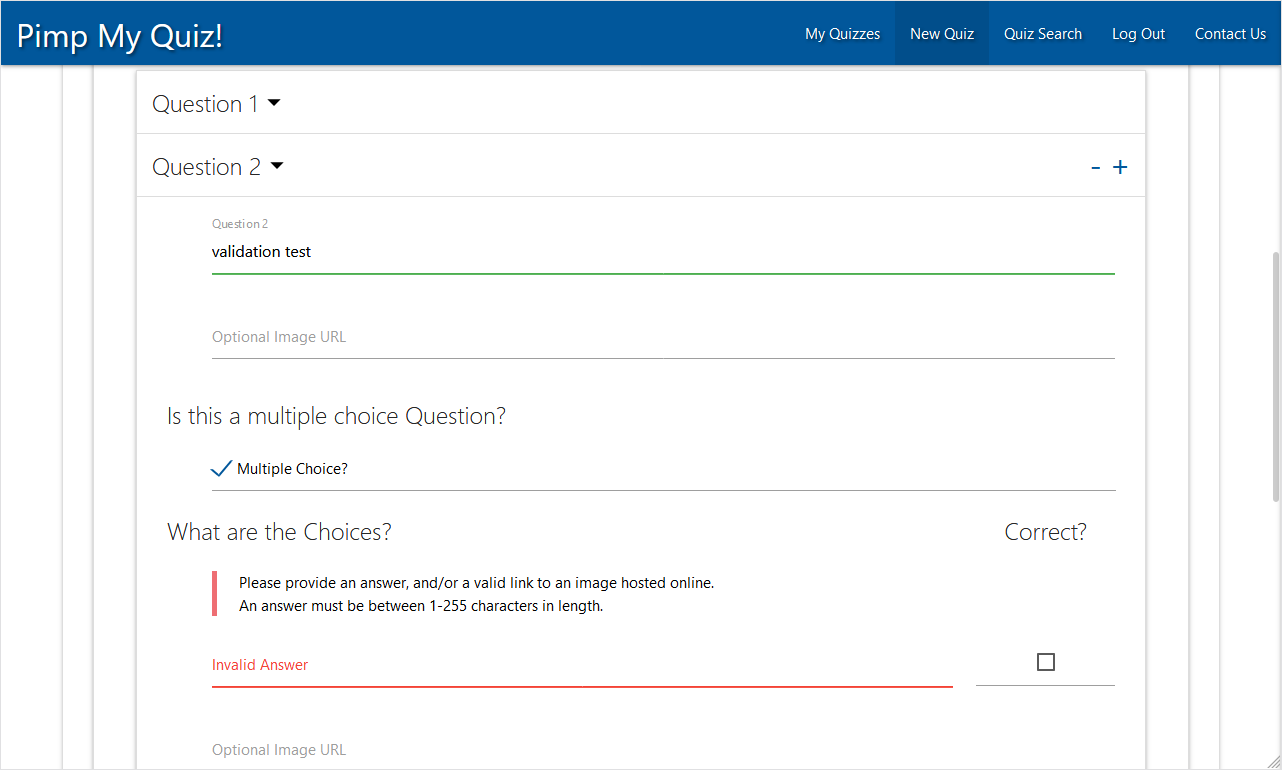 Pimp My Quiz!
My Quizzes New Quiz Quiz Search Log Out Contact Us
Question 1
Question 2
- +
Question 2
validation test
Optional Image URL
Is this a multiple choice Question?
Multiple Choice?
What are the Choices? Correct?
Please provide an answer, and/or a valid link to an image hosted online.
An answer must be between 1-255 characters in length.
Invalid Answer
Optional Image URL